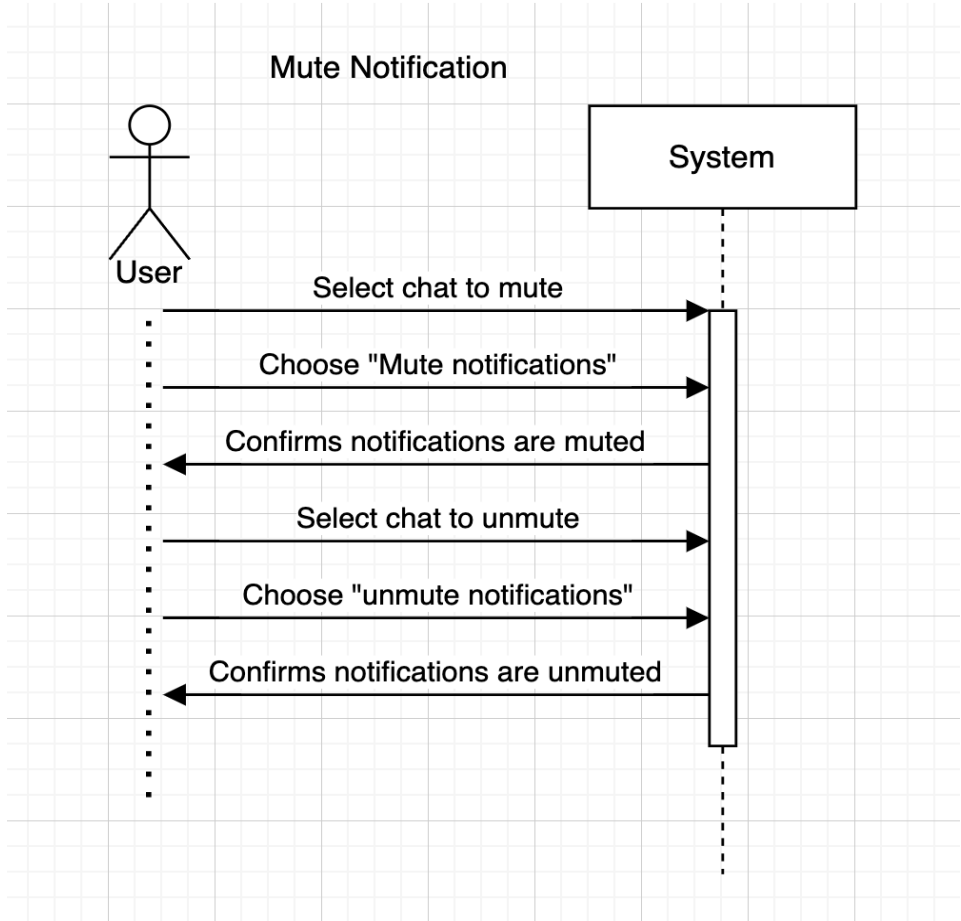 Mute Notification
System
User
Select chat to mute
Choose "Mute notifications"
Confirms notifications are muted
Select chat to unmute
Choose "unmute notifications"
Confirms notifications are unmuted